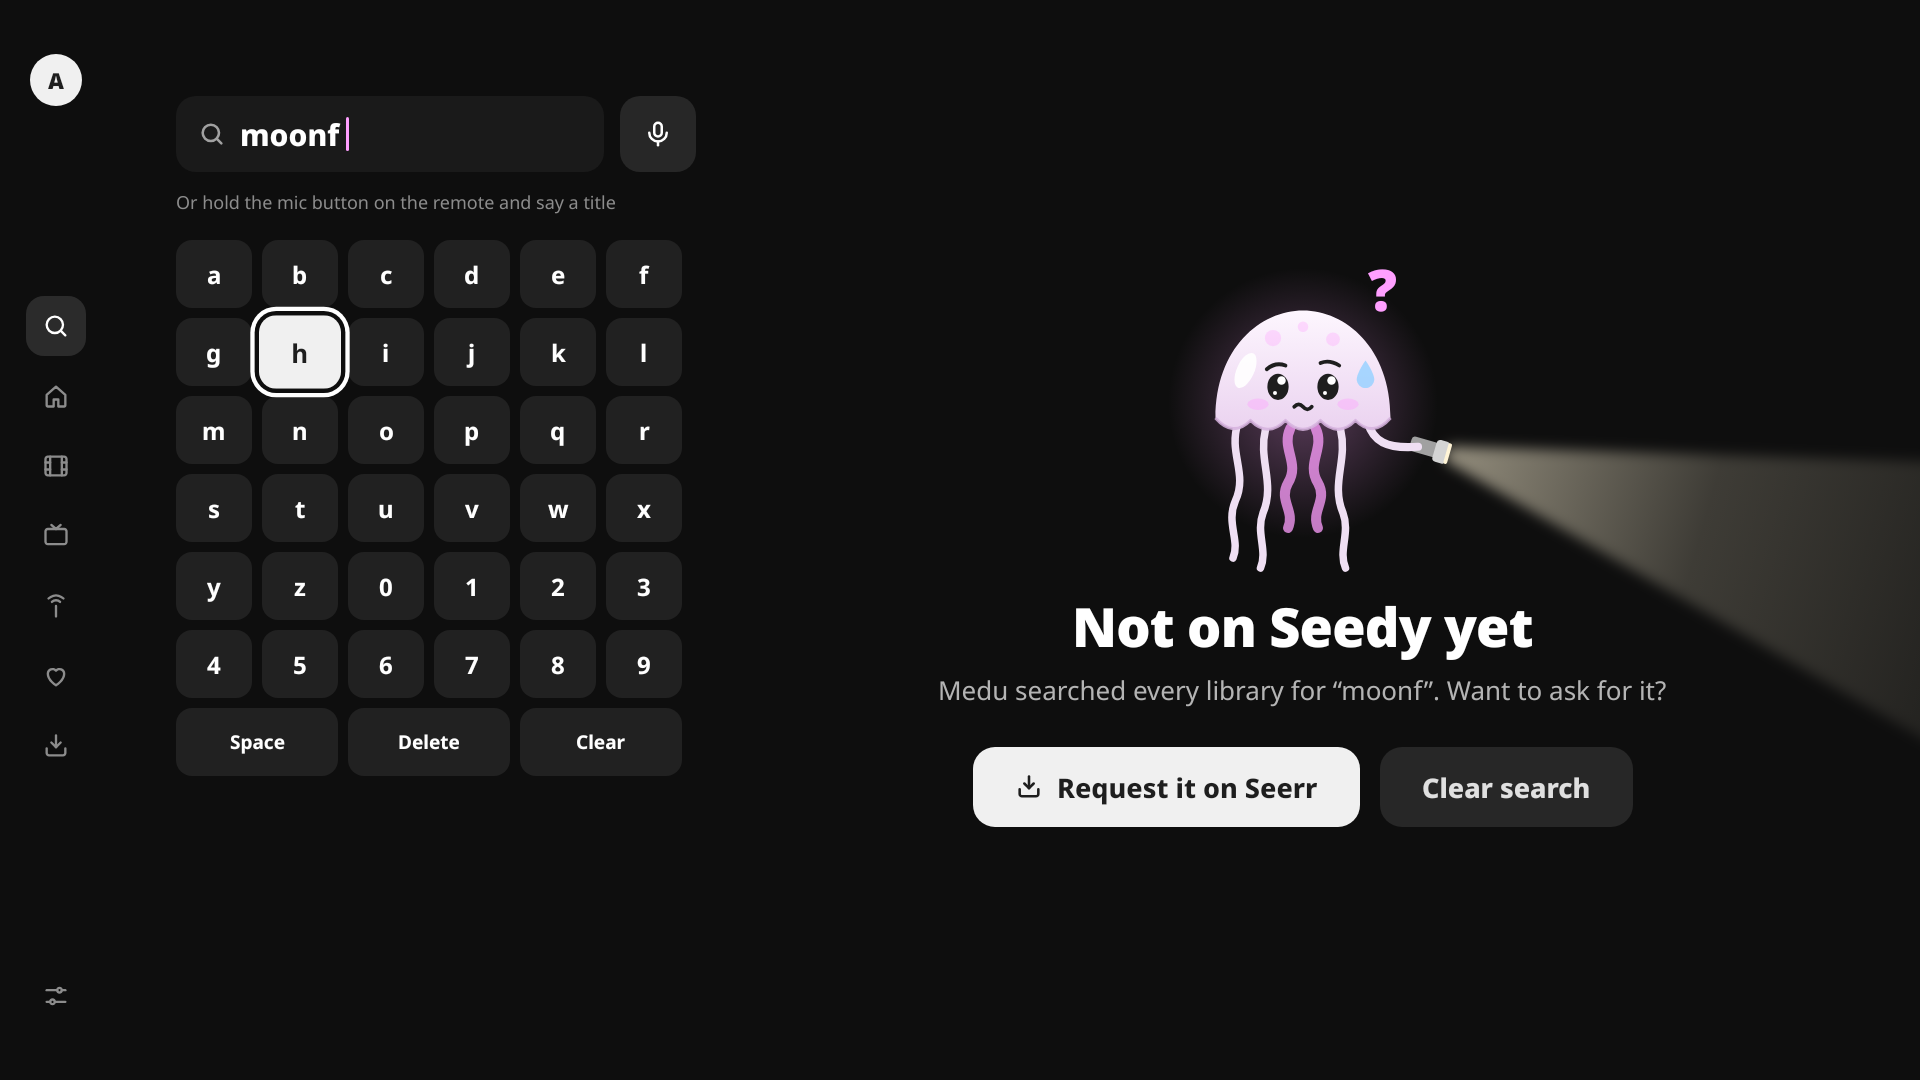 A
moonf
Or hold the mic button on the remote and say a title
a b c d e f
g h i j k l
m n o p q r
s t u v w x
y z 0 1 2 3
4 5 6 7 8 9
Space Delete Clear
?
Not on Seedy yet
Medu searched every library for “moonf”. Want to ask for it?
Request it on Seerr
Clear search